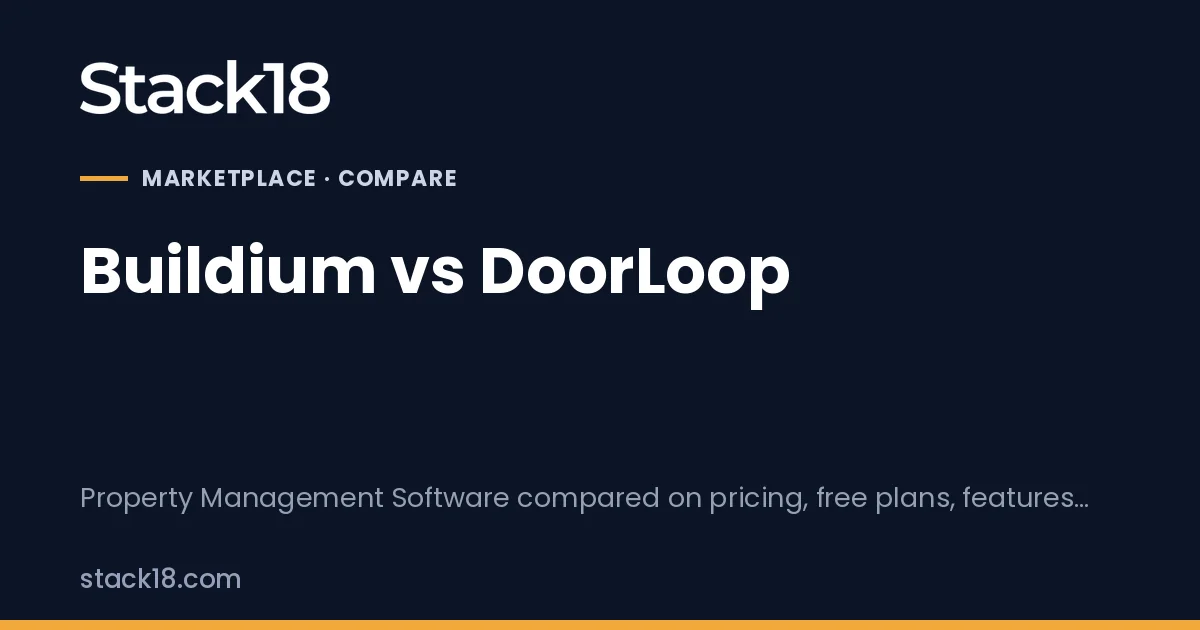 Stack18
MARKETPLACE · COMPARE
Buildium vs DoorLoop
Property Management Software compared on pricing, free plans, features...
stack18.com